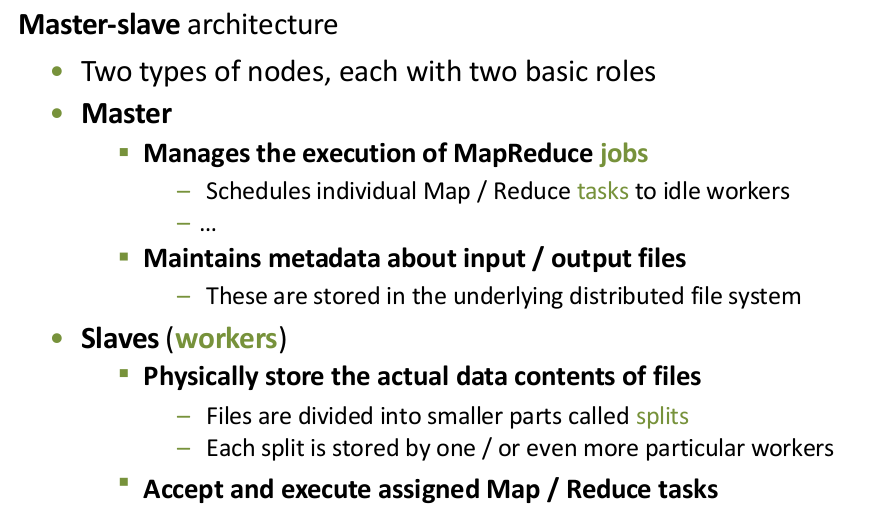 Master-slave architecture
• Two types of nodes, each with two basic roles
• Master
▪ Manages the execution of MapReduce jobs
– Schedules individual Map / Reduce tasks to idle workers
– …
▪ Maintains metadata about input / output files
– These are stored in the underlying distributed file system
• Slaves (workers)
▪ Physically store the actual data contents of files
– Files are divided into smaller parts called splits
– Each split is stored by one / or even more particular workers
▪ Accept and execute assigned Map / Reduce tasks